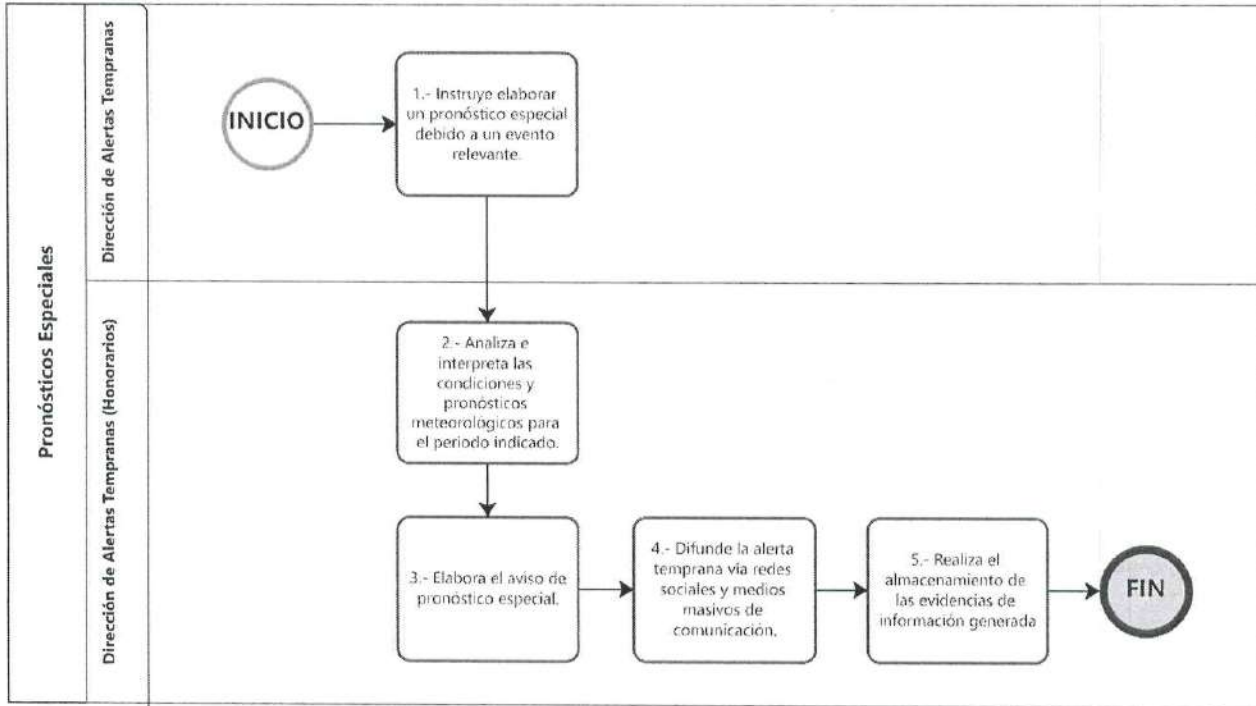 Pronósticos Especiales
Dirección de Alertas Tempranas
INICIO
1.- Instruye elaborar
un pronóstico especial
debido a un evento
relevante.
Dirección de Alertas Tempranas (Honorarios)
2.- Analiza e
interpreta las
condiciones y
pronósticos
meteorológicos para
el periodo indicado.
3.- Elabora el aviso de
pronóstico especial.
4.- Difunde la alerta
temprana vía redes
sociales y medios
masivos de
comunicación.
5.- Realiza el
almacenamiento de
las evidencias de
información generada
FIN